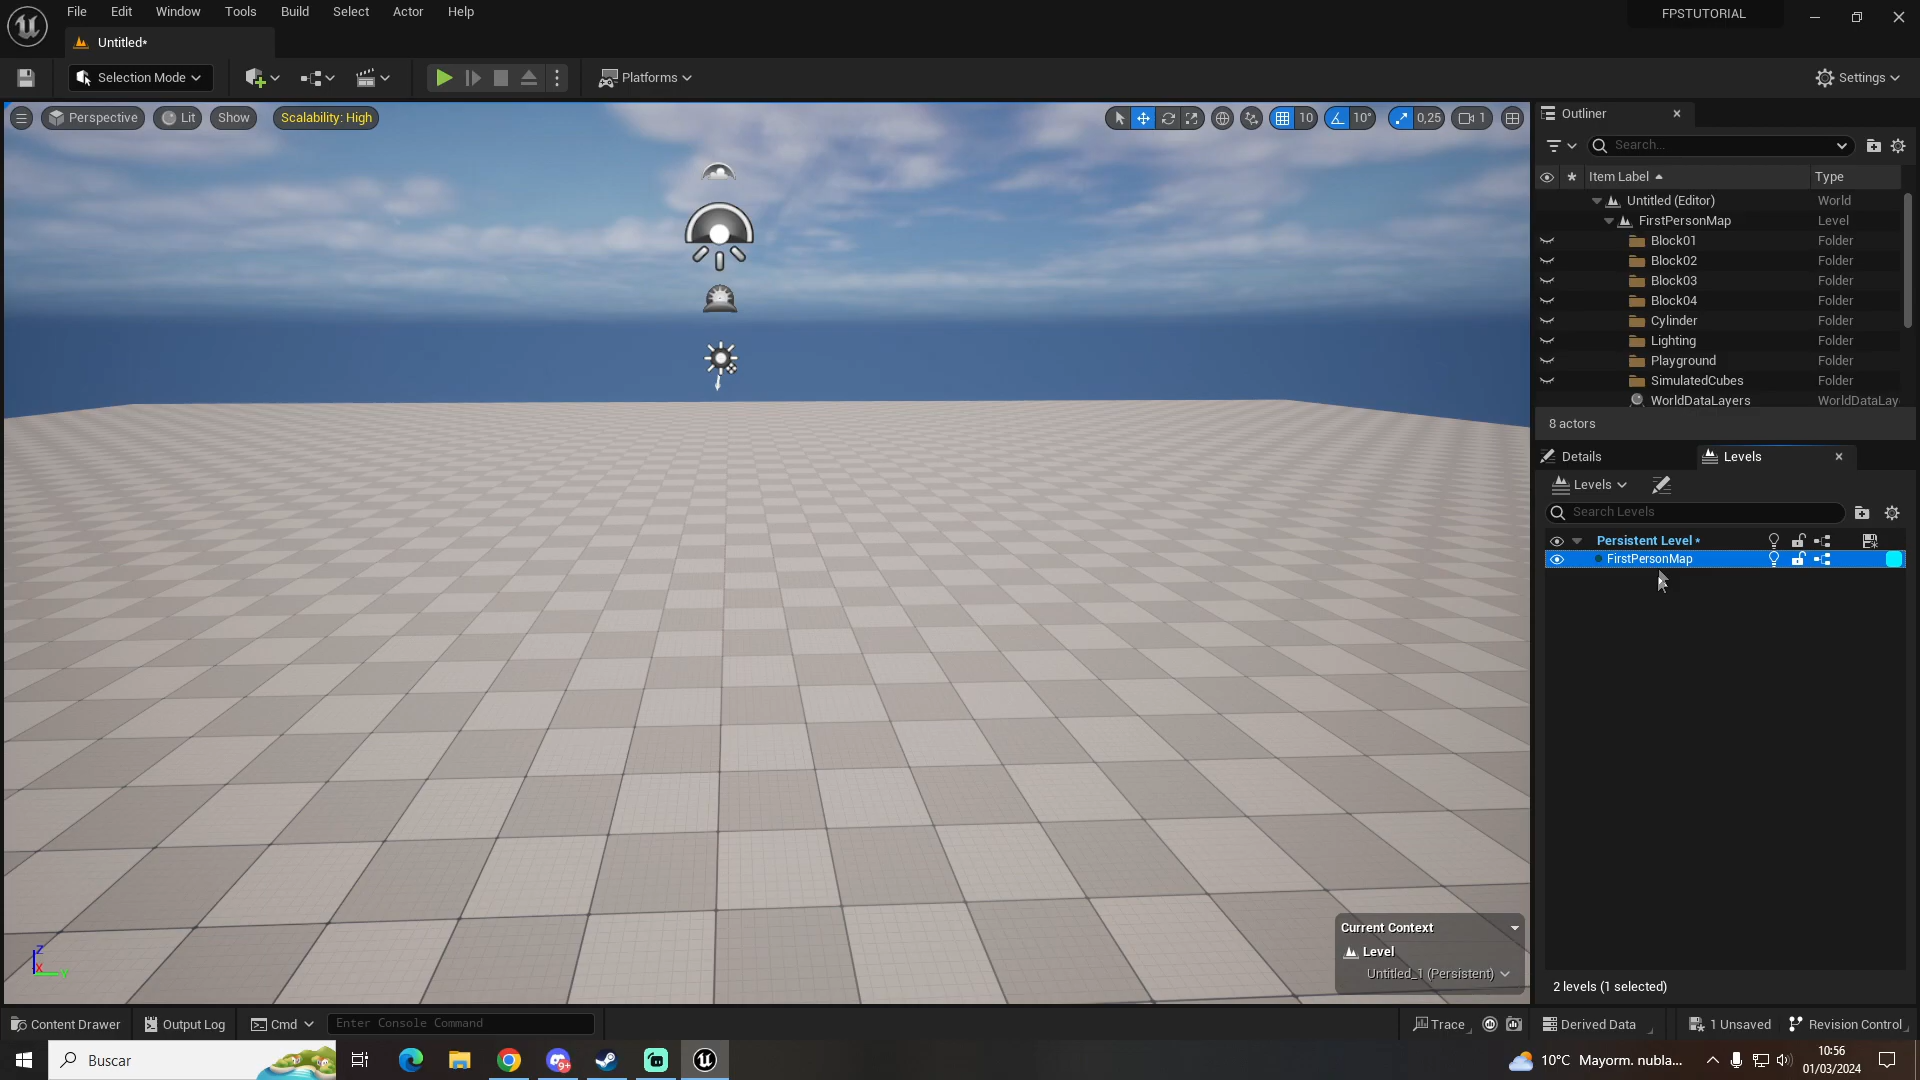 File Edit Window Tools Build Select Actor Help
FPSTUTORIAL
Untitled*
Selection Mode
Platforms
Settings
Perspective Lit Show Scalability: High
10 10° 0,25 1
Outliner
Search...
Item Label Type
Untitled (Editor) World
FirstPersonMap Level
Block01 Folder
Block02 Folder
Block03 Folder
Block04 Folder
Cylinder Folder
Lighting Folder
Playground Folder
SimulatedCubes Folder
WorldDataLayers WorldDataLay
8 actors
Details Levels
Levels
Search Levels
Persistent Level*
FirstPersonMap
Z
X
Y
Current Context
Level
Untitled_1 (Persistent)
2 levels (1 selected)
Content Drawer Output Log Cmd Enter Console Command Trace Derived Data 1 Unsaved Revision Control
Buscar
9+
10°C Mayorm. nubla...
10:56
01/03/2024